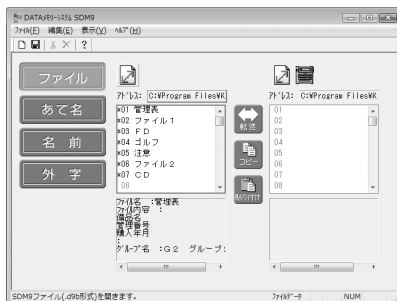 DATAメモリーシステム SDM9
ファイル(F) 編集(E) 表示(V) ヘルプ(H)
ファイル
あて名
名 前
外 字
アドレス: C:¥Program Files¥K
*01 管理表
*02 ファイル1
*03 FD
*04 ゴルフ
*05 注意
*06 ファイル2
*07 CD
08
ファイル名 :管理表
ファイル内容 :
備品名
管理番号
購入年月
:
グループ名 :G2 グループ:
転送
コピー
貼り付け
アドレス: C:¥Program Files¥K
01
02
03
04
05
06
07
08
SDM9ファイル(.d9b形式)を開きます。
ファイルデータ
NUM